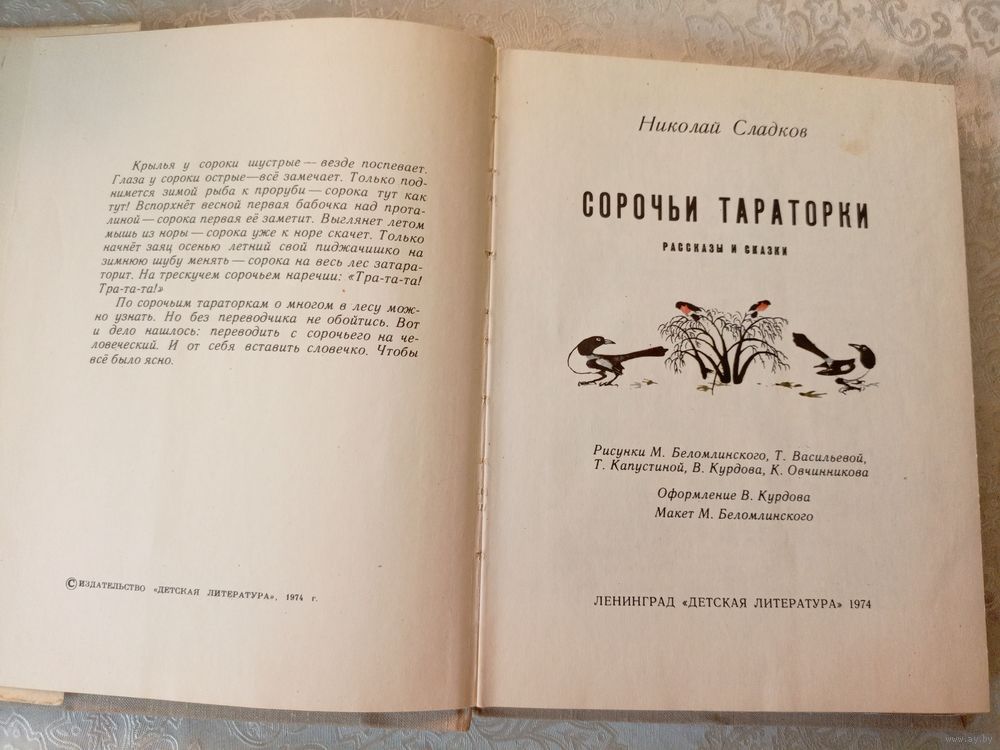 Крылья у сороки шустрые — везде поспевает.
Глаза у сороки острые—всё замечает. Только под-
нимется зимой рыба к проруби — сорока тут как
тут! Вспорхнёт весной первая бабочка над прота-
линой — сорока первая её заметит. Выглянет летом
мышь из норы — сорока уже к норе скачет. Только
начнёт заяц осенью летний свой пиджачишко на
зимнюю шубу менять — сорока на весь лес затара-
торит. На трескучем сорочьем наречии: «Тра-та-та!
Тра-та-та!»
По сорочьим тараторкам о многом в лесу мож-
но узнать. Но без переводчика не обойтись. Вот
и дело нашлось: переводить с сорочьего на че-
ловеческий. И от себя вставить словечко. Чтобы
всё было ясно.
© ИЗДАТЕЛЬСТВО «ДЕТСКАЯ ЛИТЕРАТУРА», 1974 г.
Николай Сладков
СОРОЧЬИ ТАРАТОРКИ
РАССКАЗЫ И СКАЗКИ
Рисунки М. Беломлинского, Т. Васильевой,
Т. Капустиной, В. Курдова, К. Овчинникова
Оформление В. Курдова
Макет М. Беломлинского
ЛЕНИНГРАД «ДЕТСКАЯ ЛИТЕРАТУРА» 1974
www.ay.by